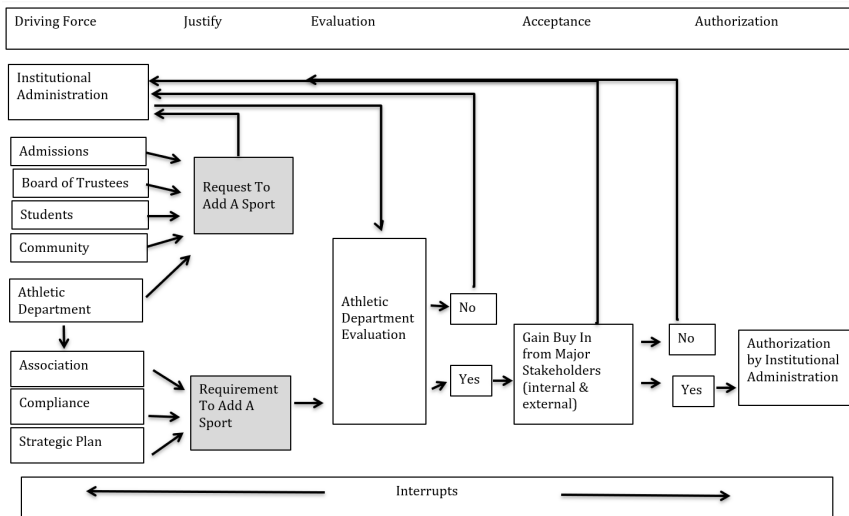 Driving Force Justify Evaluation Acceptance Authorization
Institutional
Administration
Admissions
Board of Trustees
Students
Community
Request To
Add A Sport
Athletic
Department
Association
Compliance
Strategic Plan
Requirement
To Add A
Sport
Athletic
Department
Evaluation
No
Yes
Gain Buy In
from Major
Stakeholders
(internal &
external)
No
Yes
Authorization
by Institutional
Administration
Interrupts